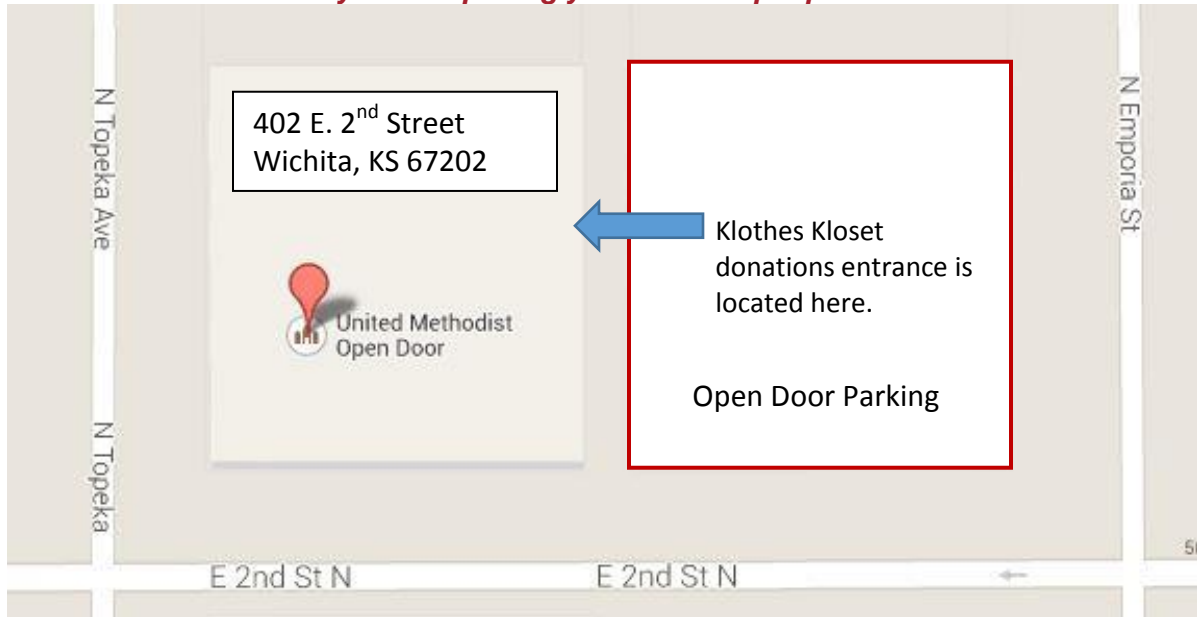 N Topeka Ave
402 E. 2nd Street
Wichita, KS 67202
N Emporia St
Klothes Kloset
donations entrance is
located here.
United Methodist
Open Door
Open Door Parking
N Topeka
E 2nd St N
E 2nd St N